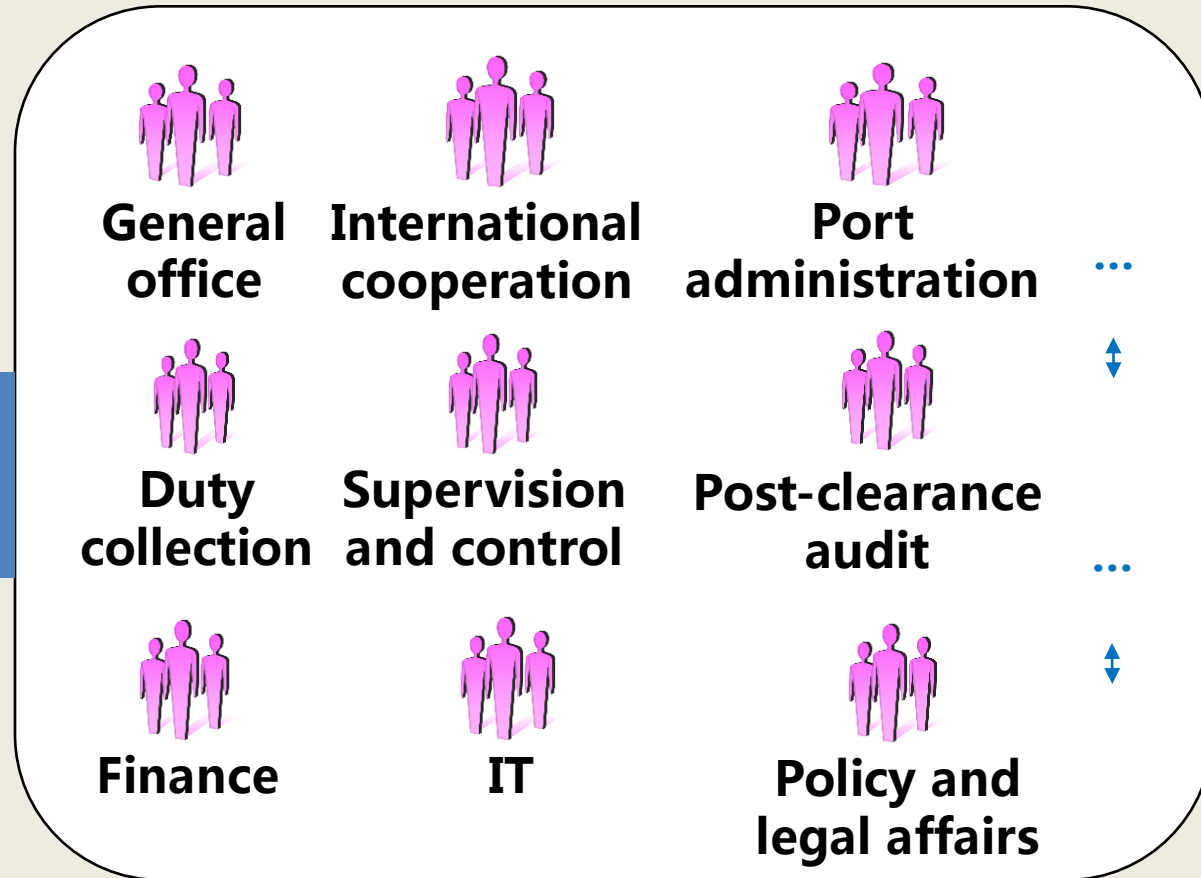 General
office
International
cooperation
Port
administration
...
Duty
collection
Supervision
and control
Post-clearance
audit
...
Finance
IT
Policy and
legal affairs